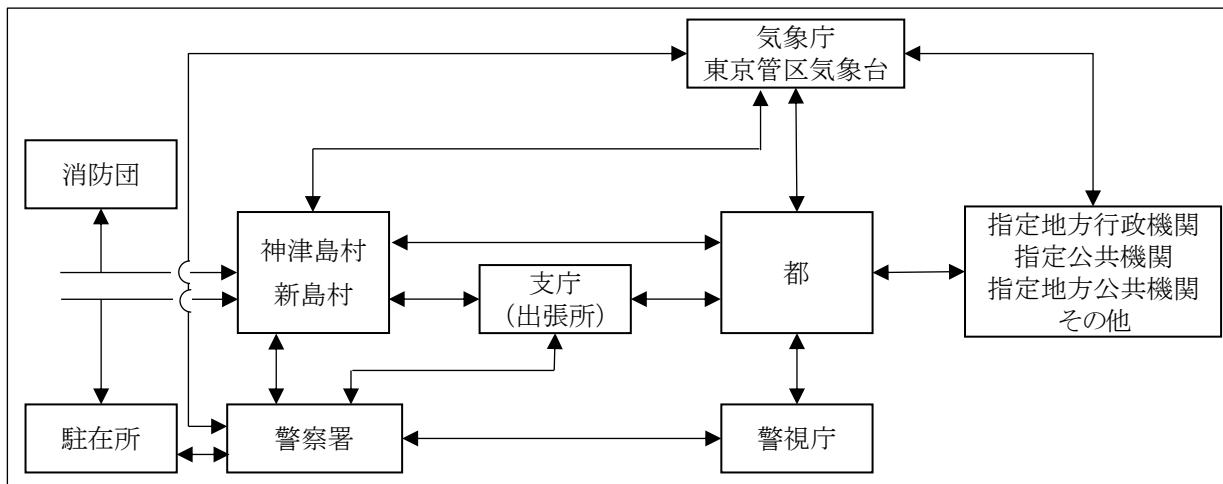 気象庁
東京管区気象台
消防団
神津島村
新島村
支庁
（出張所）
都
指定地方行政機関
指定公共機関
指定地方公共機関
その他
駐在所
警察署
警視庁